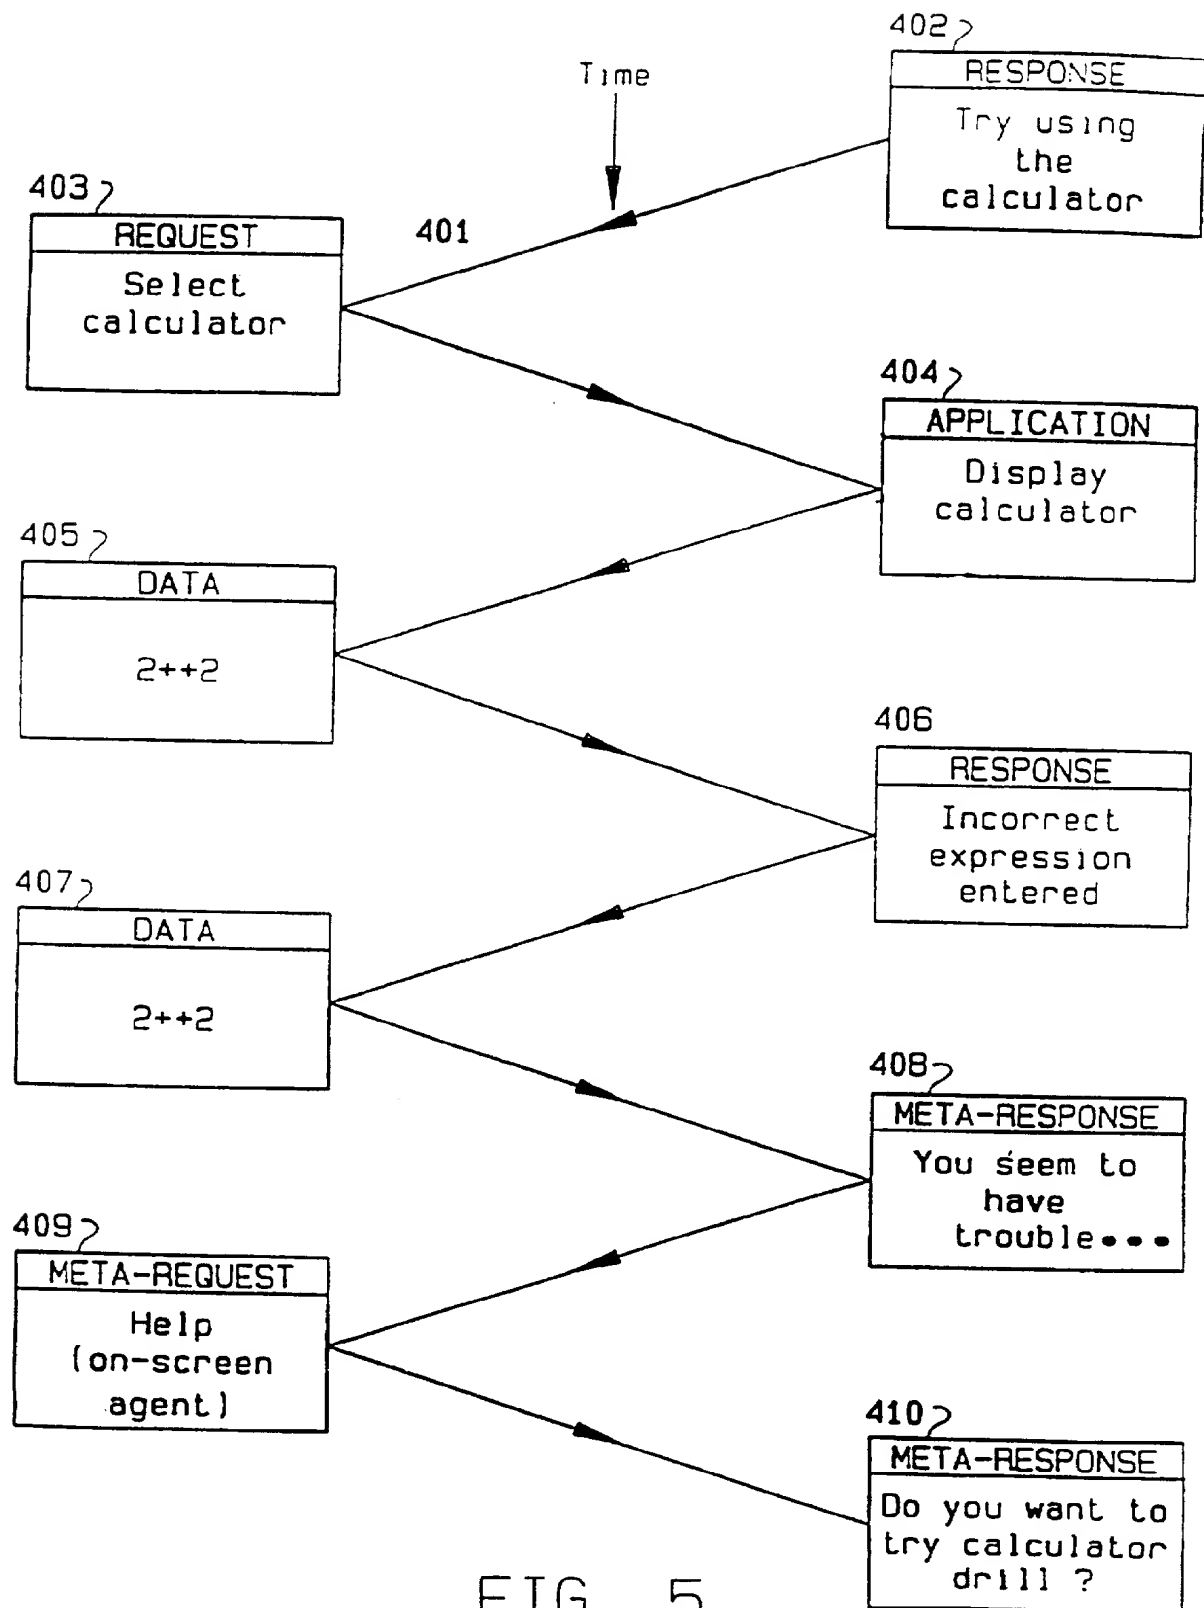 402
RESPONSE
Try using
the
calculator
Time
403
REQUEST
Select
calculator
401
404
APPLICATION
Display
calculator
405
DATA
2++2
406
RESPONSE
Incorrect
expression
entered
407
DATA
2++2
408
META-RESPONSE
You seem to
have
trouble•••
409
META-REQUEST
Help
(on-screen
agent)
410
META-RESPONSE
Do you want to
try calculator
drill ?
FIG. 5